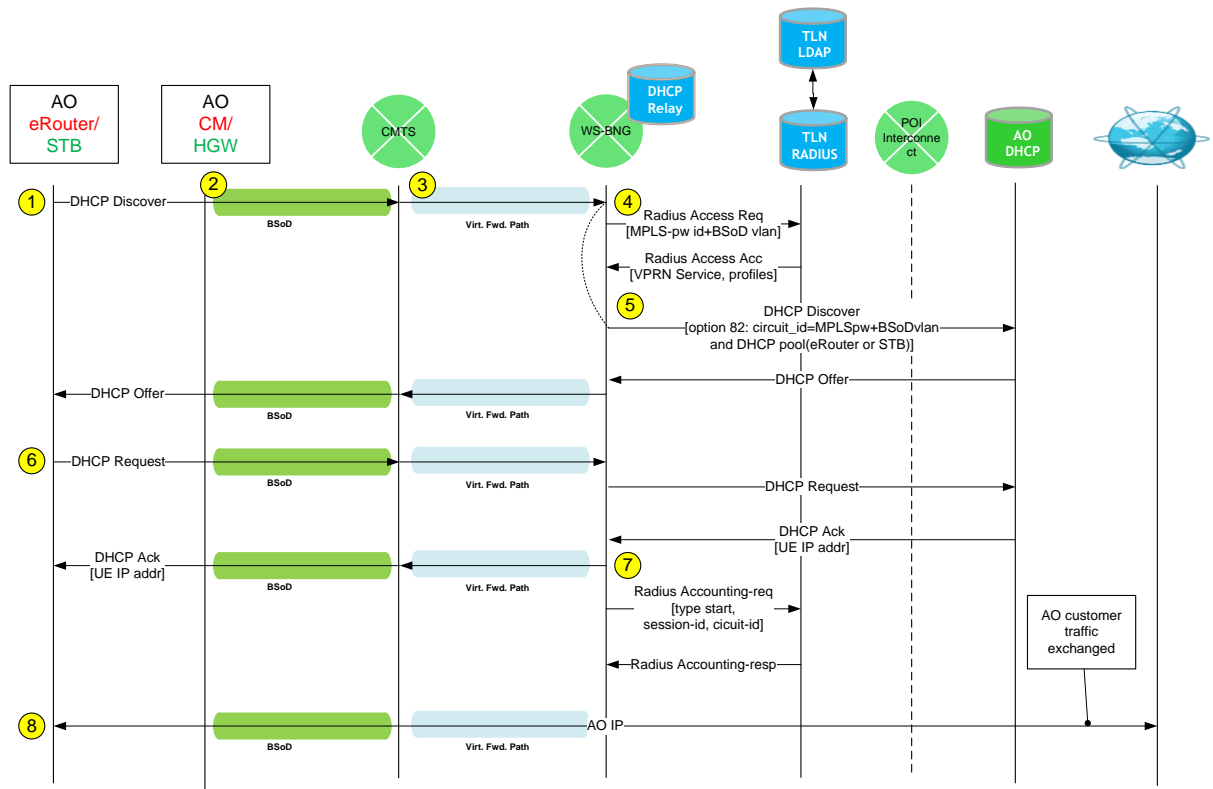 TLN
LDAP
DHCP
Relay
AO
eRouter/
STB
AO
CM/
HGW
CMTS
WS-BNG
TLN
RADIUS
POI
Interconne
ct
AO
DHCP
1
DHCP Discover
2
BSoD
3
Virt. Fwd. Path
4
Radius Access Req
[MPLS-pw id+BSoD vlan]
Radius Access Acc
[VPRN Service, profiles]
5
DHCP Discover
[option 82: circuit_id=MPLSpw+BSoDvlan
and DHCP pool(eRouter or STB)]
DHCP Offer
DHCP Offer
BSoD
Virt. Fwd. Path
6
DHCP Request
BSoD
Virt. Fwd. Path
DHCP Request
DHCP Ack
[UE IP addr]
DHCP Ack
[UE IP addr]
BSoD
Virt. Fwd. Path
7
Radius Accounting-req
[type start,
session-id, cicuit-id]
Radius Accounting-resp
AO customer
traffic
exchanged
8
AO IP
BSoD
Virt. Fwd. Path